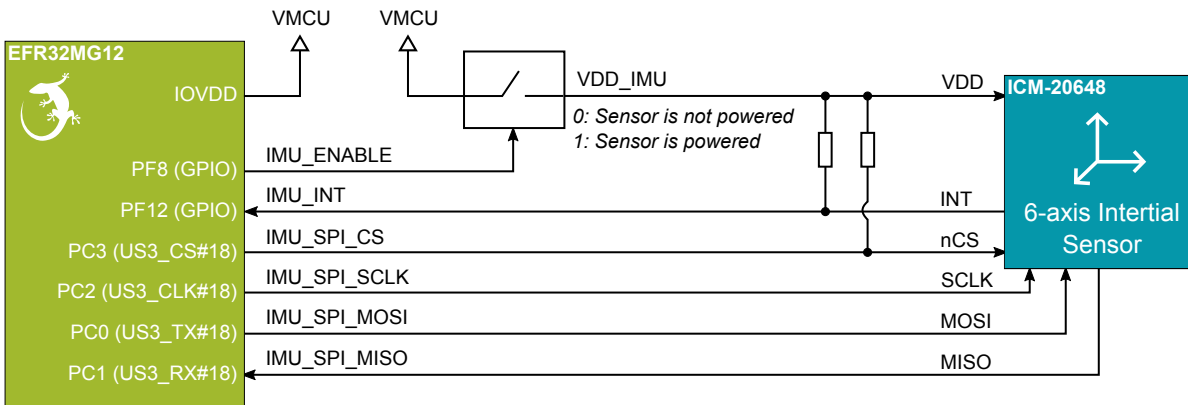 VMCU
VMCU
EFR32MG12
IOVDD
VDD_IMU
VDD
ICM-20648
0: Sensor is not powered
1: Sensor is powered
PF8 (GPIO)
IMU_ENABLE
PF12 (GPIO)
IMU_INT
INT
6-axis Intertial
Sensor
PC3 (US3_CS#18)
IMU_SPI_CS
nCS
PC2 (US3_CLK#18)
IMU_SPI_SCLK
SCLK
PC0 (US3_TX#18)
IMU_SPI_MOSI
MOSI
PC1 (US3_RX#18)
IMU_SPI_MISO
MISO